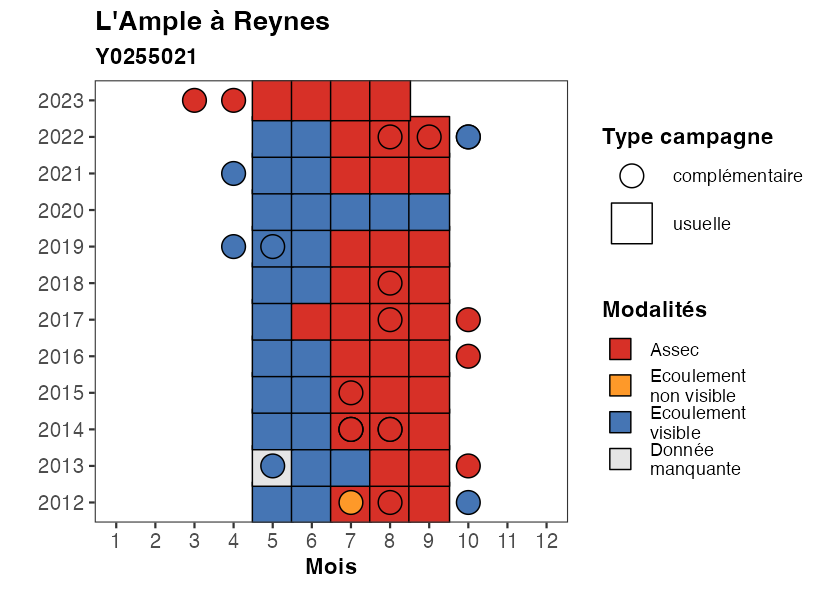 L'Ample à Reynes
Y0255021
2023
2022
2021
2020
2019
2018
2017
2016
2015
2014
2013
2012
1 2 3 4 5 6 7 8 9 10 11 12
Mois
Type campagne
complémentaire
usuelle
Modalités
Assec
Ecoulement
non visible
Ecoulement
visible
Donnée
manquante